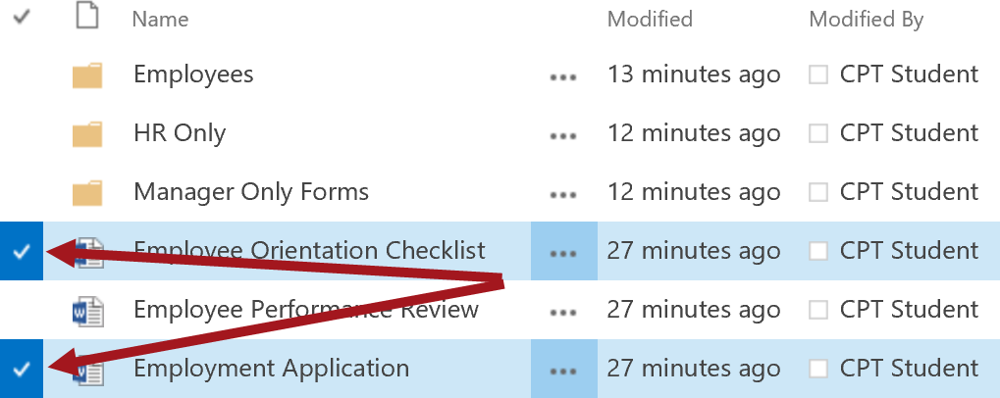 Name Modified Modified By
Employees ... 13 minutes ago CPT Student
HR Only ... 12 minutes ago CPT Student
Manager Only Forms ... 12 minutes ago CPT Student
Employee Orientation Checklist ... 27 minutes ago CPT Student
Employee Performance Review ... 27 minutes ago CPT Student
Employment Application ... 27 minutes ago CPT Student